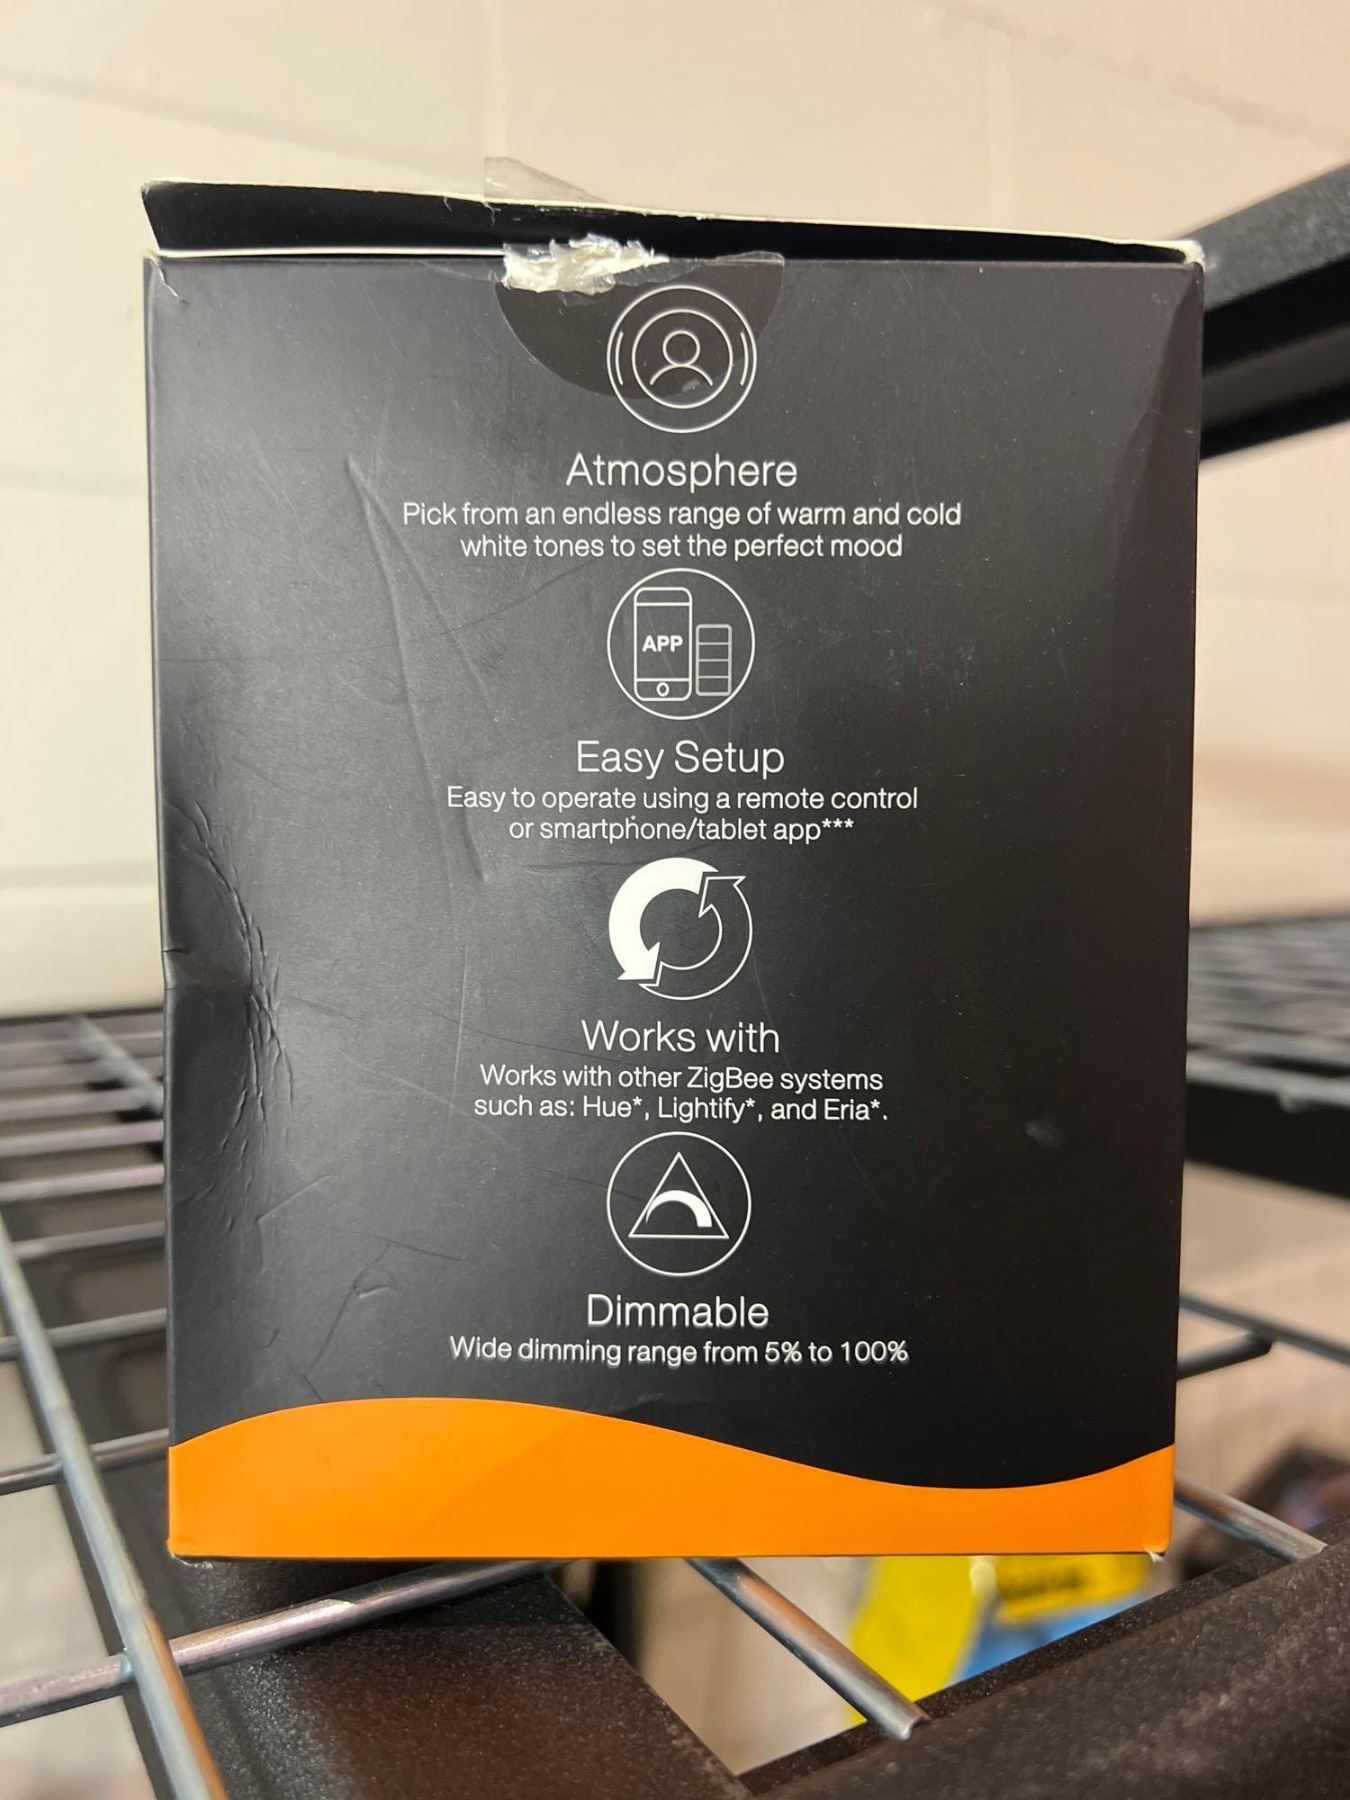 Atmosphere
Pick from an endless range of warm and cold
white tones to set the perfect mood
APP
Easy Setup
Easy to operate using a remote control
or smartphone/tablet app***
Works with
Works with other ZigBee systems
such as: Hue*, Lightify*, and Eria*.
Dimmable
Wide dimming range from 5% to 100%